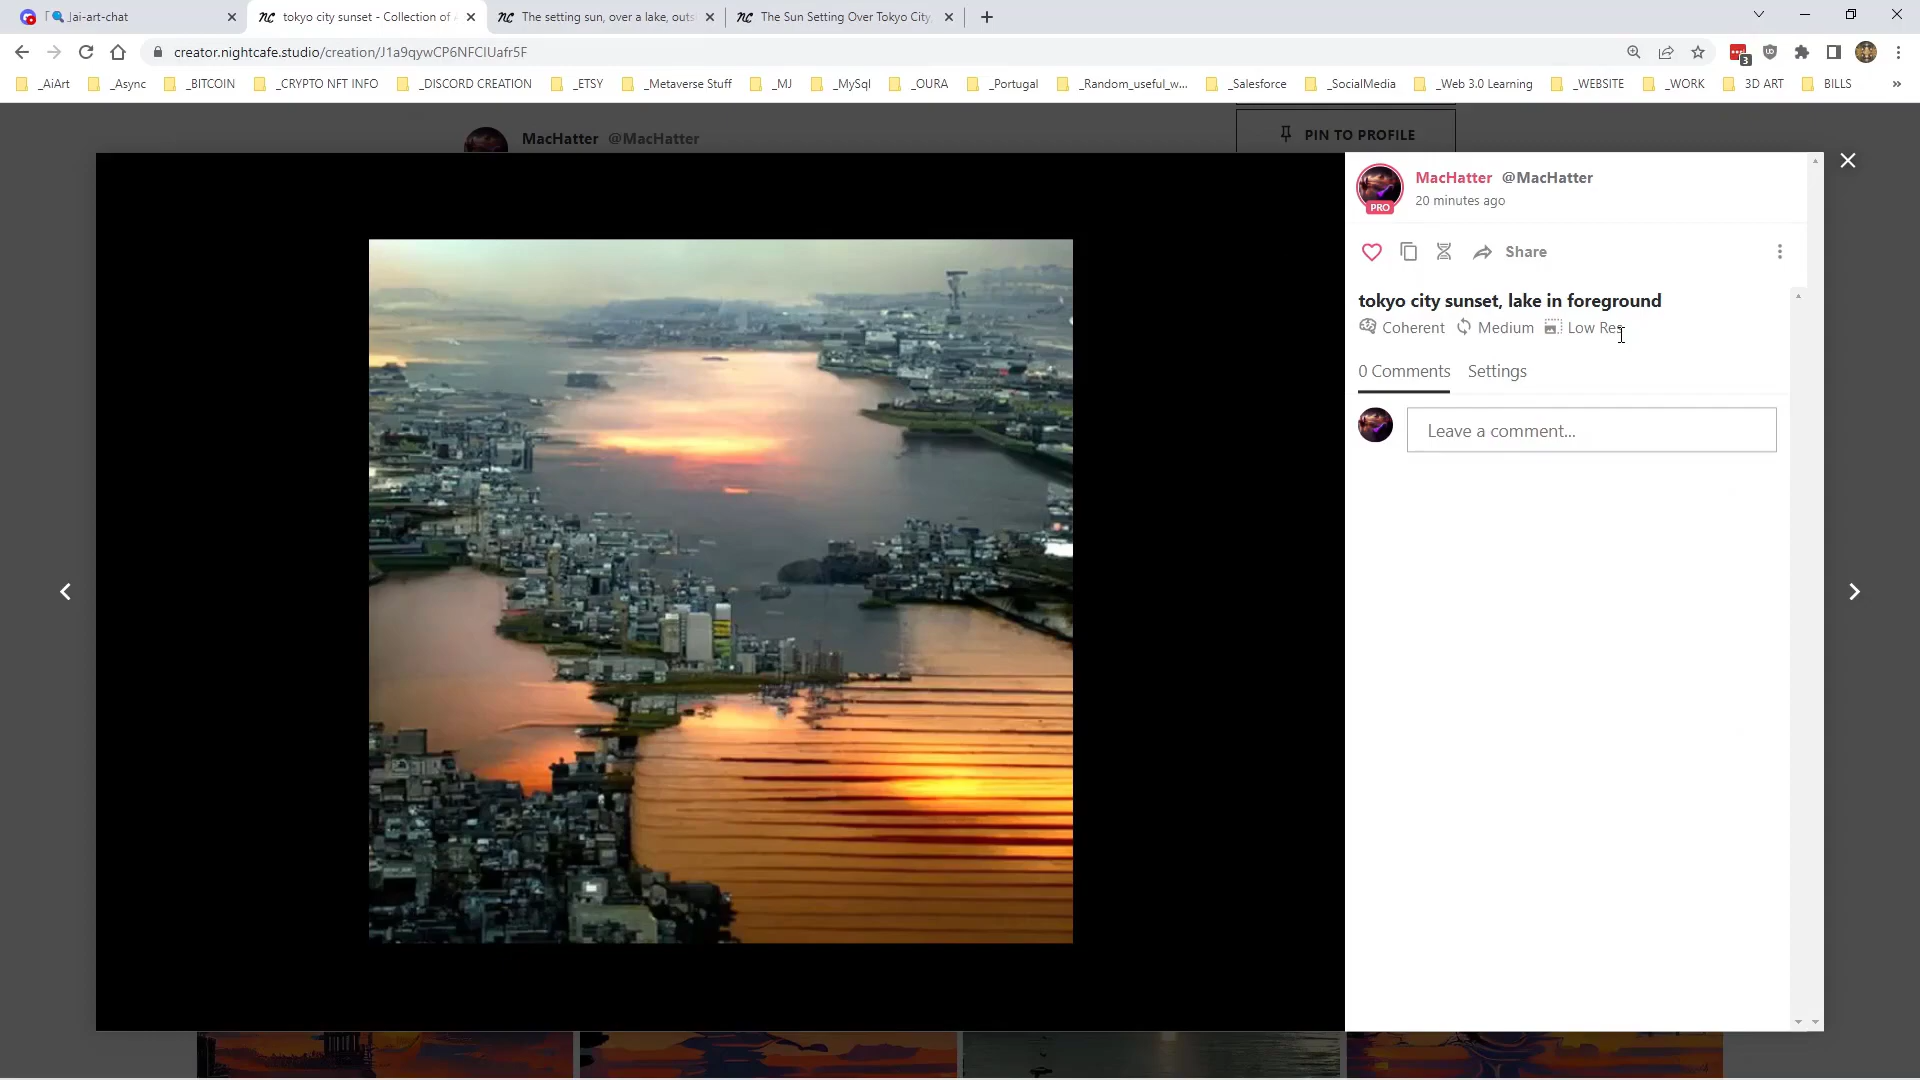 ai-art-chat
tokyo city sunset - Collection of
The setting sun, over a lake, outs
The Sun Setting Over Tokyo City,
creator.nightcafe.studio/creation/J1a9qywCP6NFCIUafr5F
3
_AiArt
_Async
_BITCOIN
_CRYPTO NFT INFO
_DISCORD CREATION
_ETSY
_Metaverse Stuff
_MJ
_MySql
_OURA
_Portugal
_Random_useful_w...
_Salesforce
_SocialMedia
_Web 3.0 Learning
_WEBSITE
_WORK
3D ART
BILLS
MacHatter @MacHatter
PIN TO PROFILE
MacHatter @MacHatter
PRO
20 minutes ago
Share
tokyo city sunset, lake in foreground
Coherent Medium Low Res
0 Comments Settings
Leave a comment...